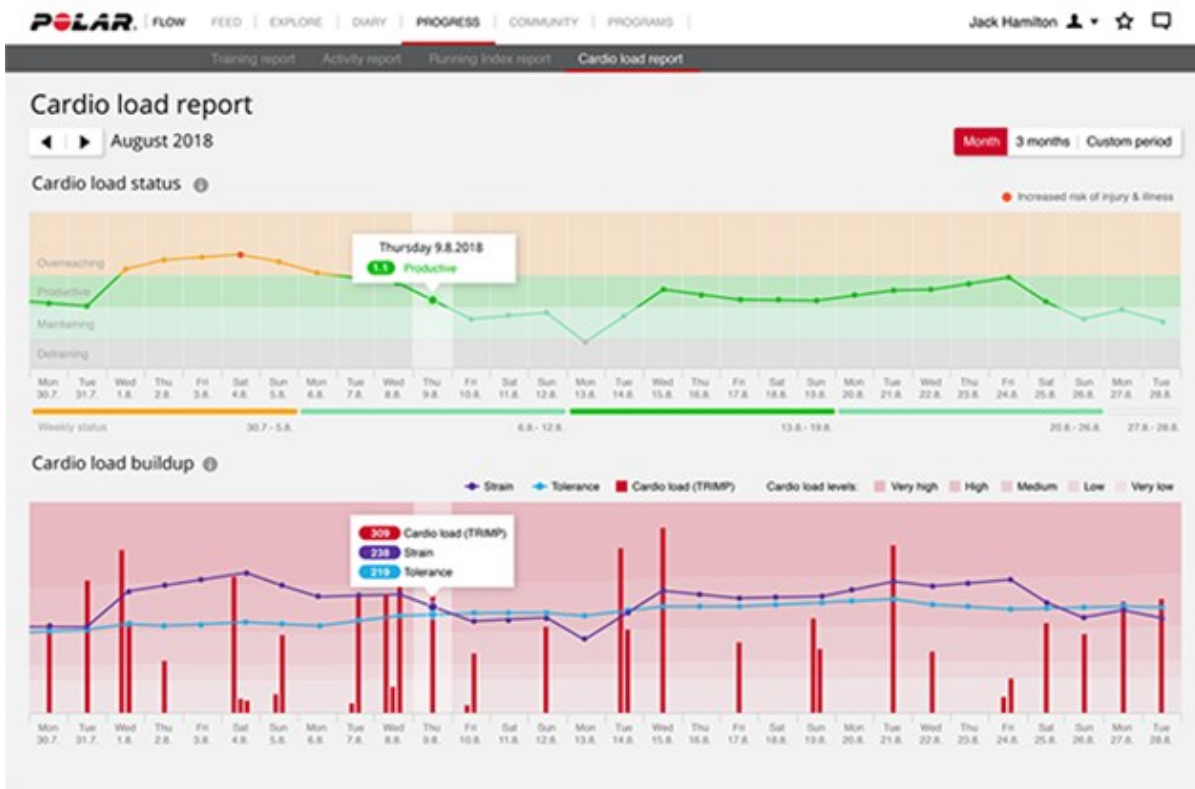 POLAR. FLOW FEED EXPLORE DIARY PROGRESS COMMUNITY PROGRAMS Jack Hamilton
Training report Activity report Running Index report Cardio load report
Cardio load report
August 2018 Month 3 months Custom period
Cardio load status
Increased risk of injury & illness
Thursday 9.8.2018
1.1 Productive
Overreaching
Productive
Maintaining
Detraining
Mon Tue Wed Thu Fri Sat Sun Mon Tue Wed Thu Fri Sat Sun Mon Tue Wed Thu Fri Sat Sun Mon Tue Wed Thu Fri Sat Sun Mon Tue
30.7. 31.7. 1.8. 2.8. 3.8. 4.8. 5.8. 6.8. 7.8. 8.8. 9.8. 10.8. 11.8. 12.8. 13.8. 14.8. 15.8. 16.8. 17.8. 18.8. 19.8. 20.8. 21.8. 22.8. 23.8. 24.8. 25.8. 26.8. 27.8. 28.8.
Weekly status 30.7.- 5.8. 6.8.- 12.8. 13.8.- 19.8. 20.8.- 26.8. 27.8.- 28.8.
Cardio load buildup
Strain Tolerance Cardio load (TRIMP) Cardio load levels: Very high High Medium Low Very low
309 Cardio load (TRIMP)
238 Strain
219 Tolerance
Mon Tue Wed Thu Fri Sat Sun Mon Tue Wed Thu Fri Sat Sun Mon Tue Wed Thu Fri Sat Sun Mon Tue Wed Thu Fri Sat Sun Mon Tue
30.7. 31.7. 1.8. 2.8. 3.8. 4.8. 5.8. 6.8. 7.8. 8.8. 9.8. 10.8. 11.8. 12.8. 13.8. 14.8. 15.8. 16.8. 17.8. 18.8. 19.8. 20.8. 21.8. 22.8. 23.8. 24.8. 25.8. 26.8. 27.8. 28.8.